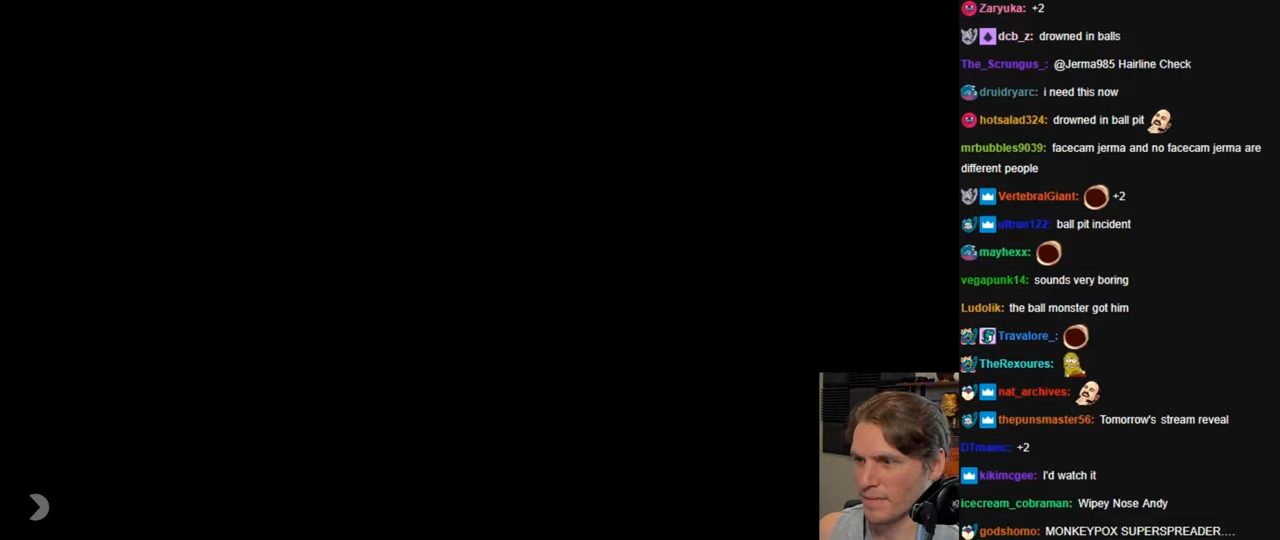 Zaryuka: +2
dcb_z: drowned in balls
The_Scrungus_: @Jerma985 Hairline Check
druidryarc: i need this now
hotsalad324: drowned in ball pit
mrbubbles9039: facecam jerma and no facecam jerma are
different people
VertebralGiant: +2
ultran122: ball pit incident
mayhexx:
vegapunk14: sounds very boring
Ludolik: the ball monster got him
Travalore_:
TheRexoures:
nat_archives:
thepunsmaster56: Tomorrow's stream reveal
DTmanic: +2
kikimcgee: I'd watch it
icecream_cobraman: Wipey Nose Andy
godshomo: MONKEYPOX SUPERSPREADER....